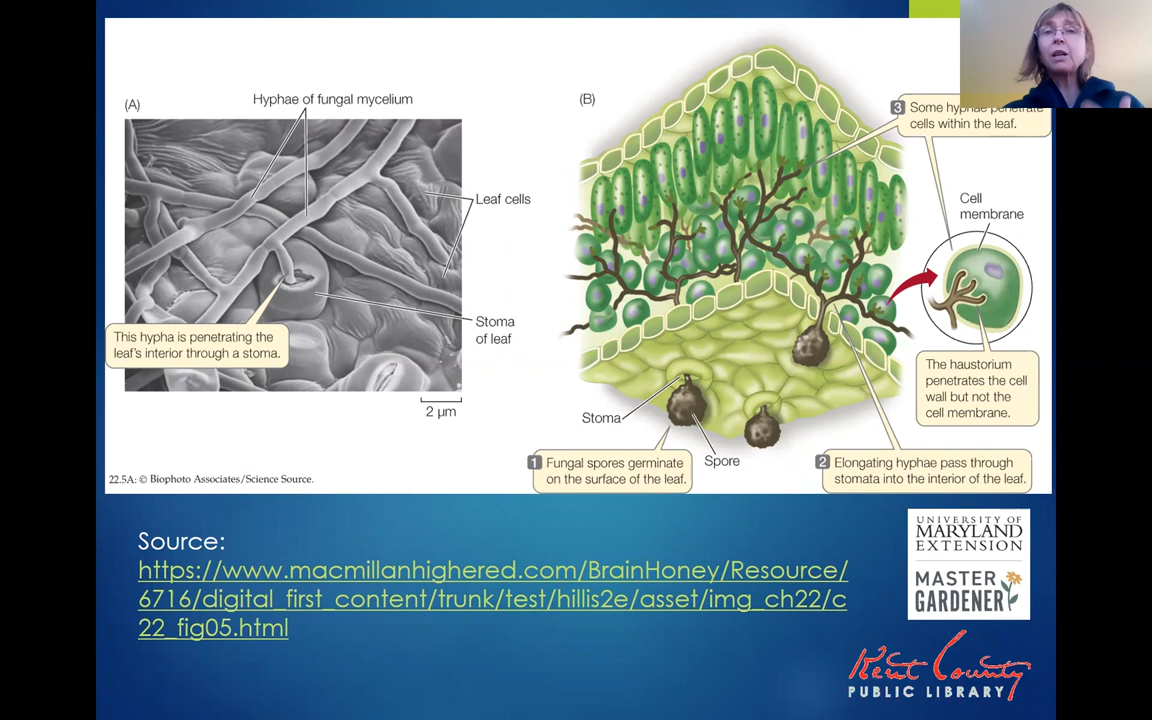 (A)
Hyphae of fungal mycelium
Leaf cells
Stoma
of leaf
This hypha is penetrating the
leaf's interior through a stoma.
2 µm
22.5A: © Biophoto Associates/Science Source.
(B)
3 Some hyphae penetrate
cells within the leaf.
Cell
membrane
The haustorium
penetrates the cell
wall but not the
cell membrane.
Stoma
Spore
1 Fungal spores germinate
on the surface of the leaf.
2 Elongating hyphae pass through
stomata into the interior of the leaf.
Source:
https://www.macmillanhighered.com/BrainHoney/Resource/
6716/digital_first_content/trunk/test/hillis2e/asset/img_ch22/c
22_fig05.html
UNIVERSITY OF
MARYLAND
EXTENSION
MASTER
GARDENER
Kent County
PUBLIC LIBRARY